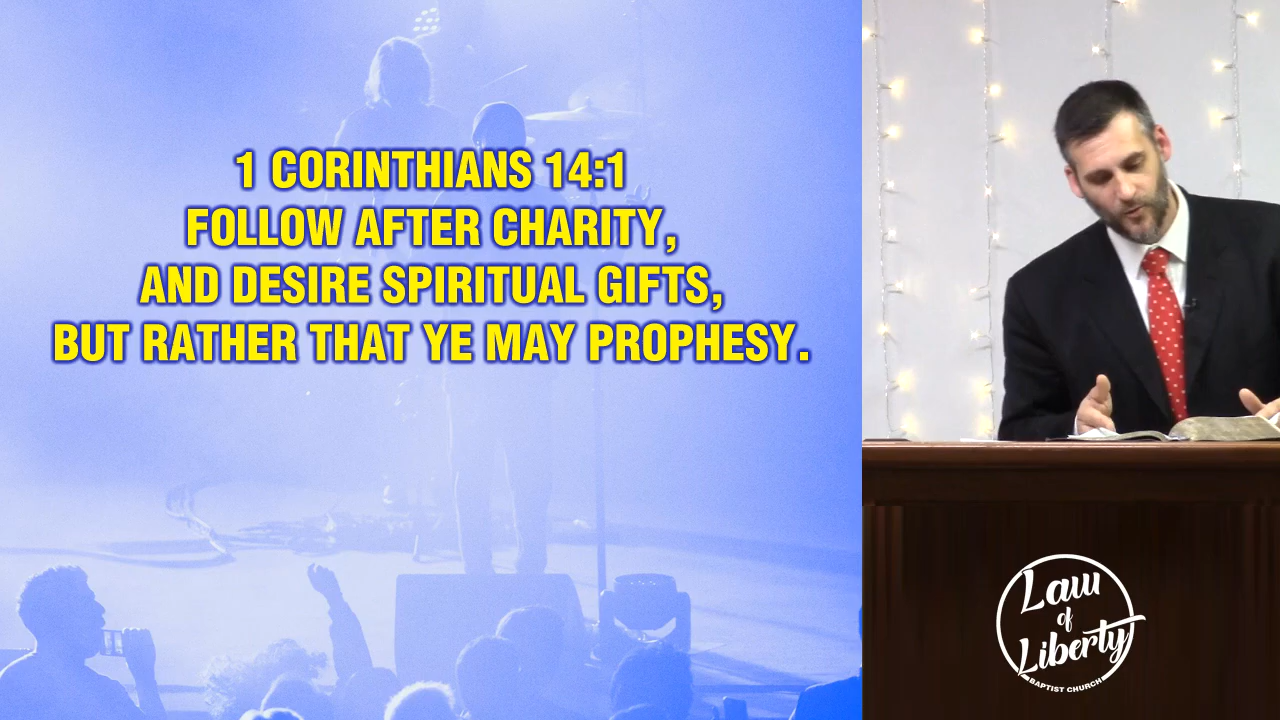 1 CORINTHIANS 14:1
FOLLOW AFTER CHARITY,
AND DESIRE SPIRITUAL GIFTS,
BUT RATHER THAT YE MAY PROPHESY.
Law
of
Liberty
BAPTIST CHURCH